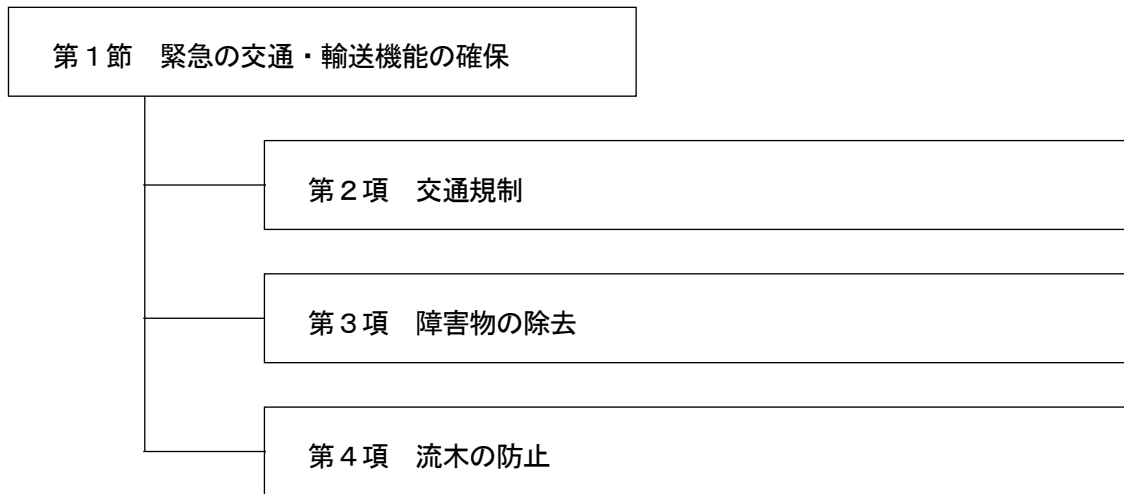 第１節　緊急の交通・輸送機能の確保
第２項　交通規制
第３項　障害物の除去
第４項　流木の防止